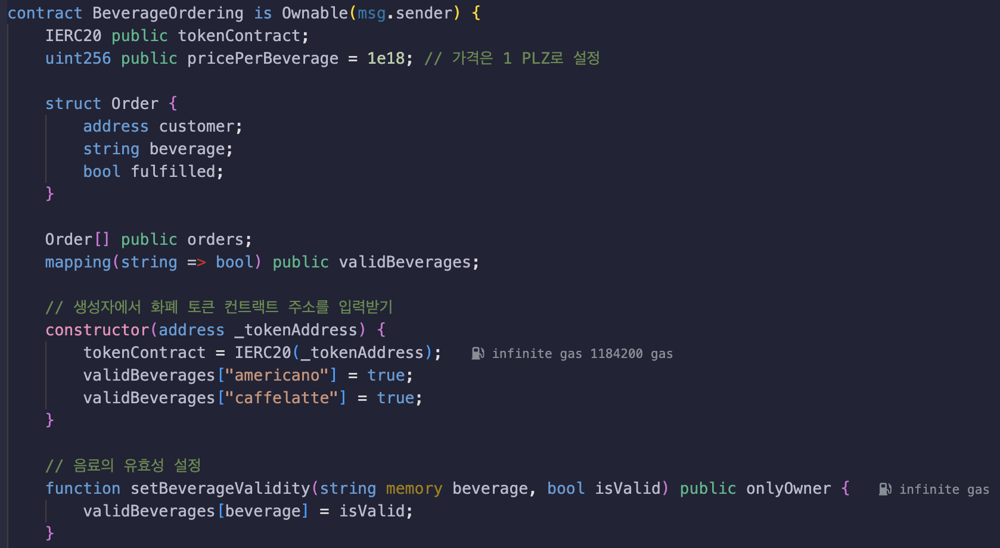 contract BeverageOrdering is Ownable(msg.sender) {
    IERC20 public tokenContract;
    uint256 public pricePerBeverage = 1e18; // 가격은 1 PLZ로 설정
    struct Order {
        address customer;
        string beverage;
        bool fulfilled;
    }
    Order[] public orders;
    mapping(string => bool) public validBeverages;
    // 생성자에서 화폐 토큰 컨트랙트 주소를 입력받기
    constructor(address _tokenAddress) {
        tokenContract = IERC20(_tokenAddress); infinite gas 1184200 gas
        validBeverages["americano"] = true;
        validBeverages["caffelatte"] = true;
    }
    // 음료의 유효성 설정
    function setBeverageValidity(string memory beverage, bool isValid) public onlyOwner { infinite gas
        validBeverages[beverage] = isValid;
    }